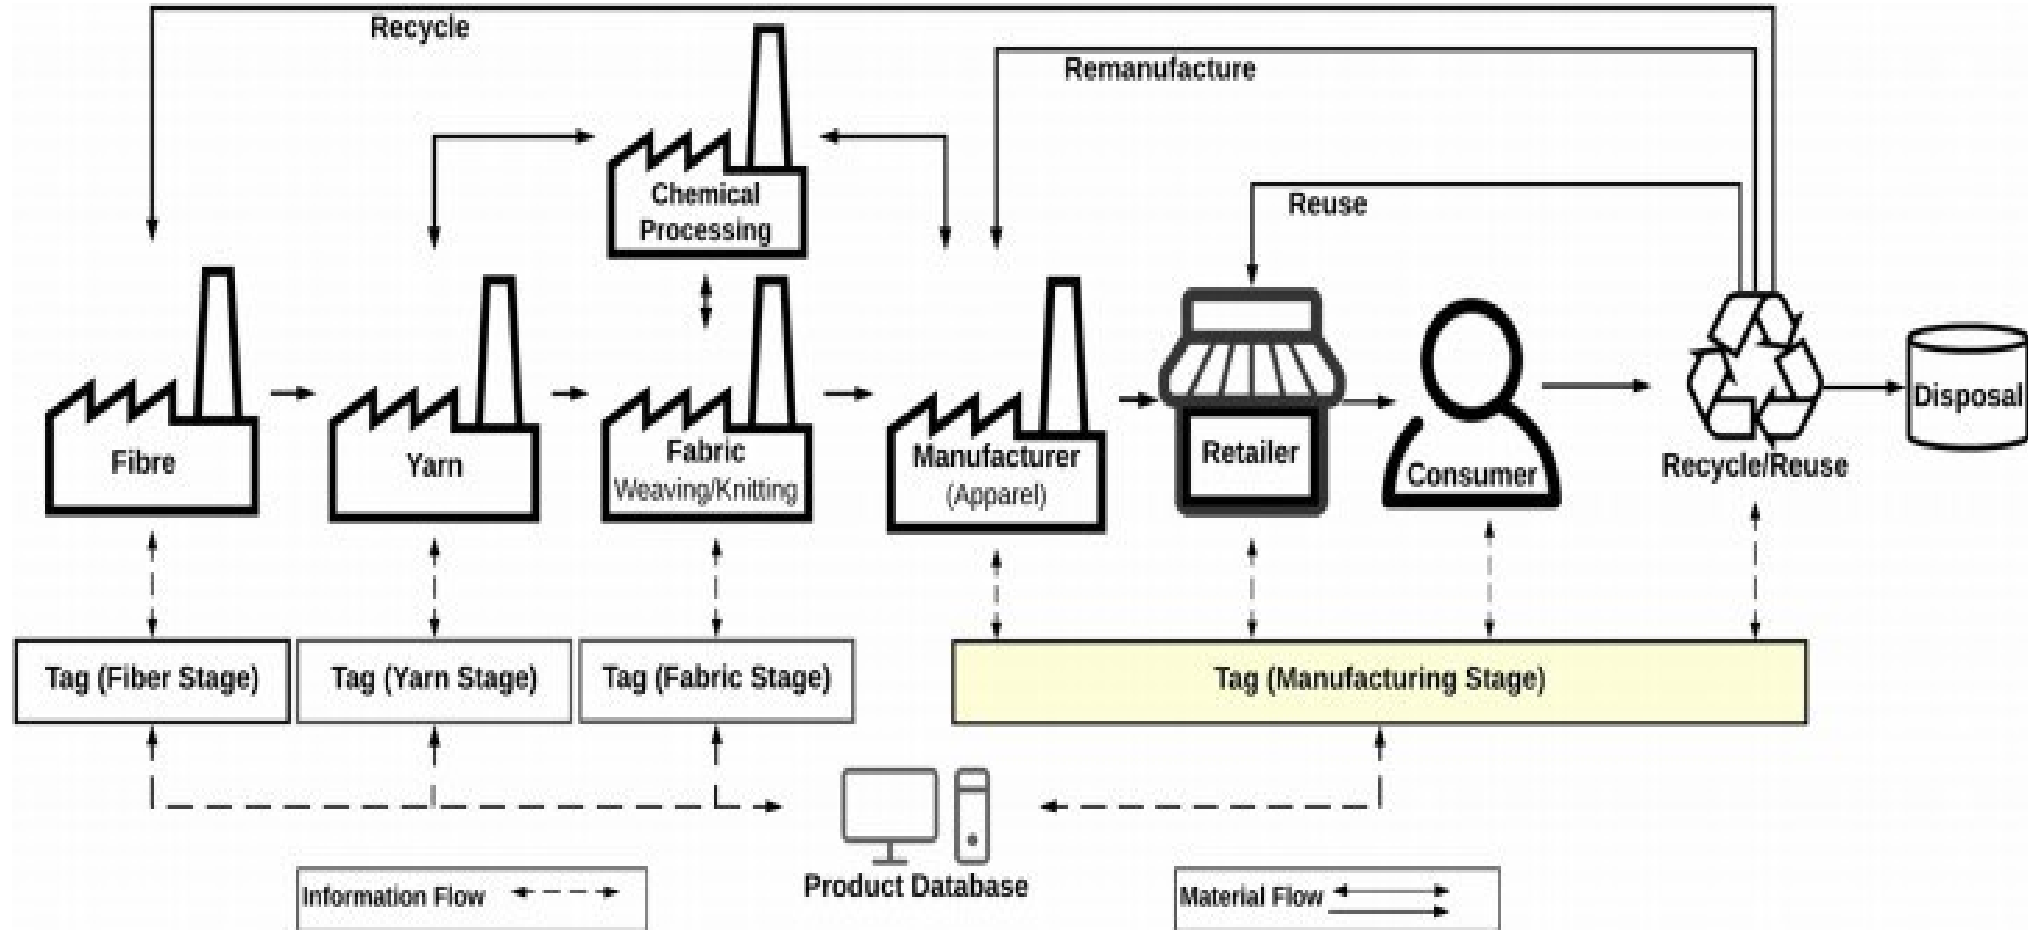 Recycle
Remanufacture
Chemical
Processing
Reuse
Fibre
Yarn
Fabric
Weaving/Knitting
Manufacturer
(Apparel)
Retailer
Consumer
Recycle/Reuse
Disposal
Tag (Fiber Stage)
Tag (Yarn Stage)
Tag (Fabric Stage)
Tag (Manufacturing Stage)
Product Database
Information Flow
Material Flow